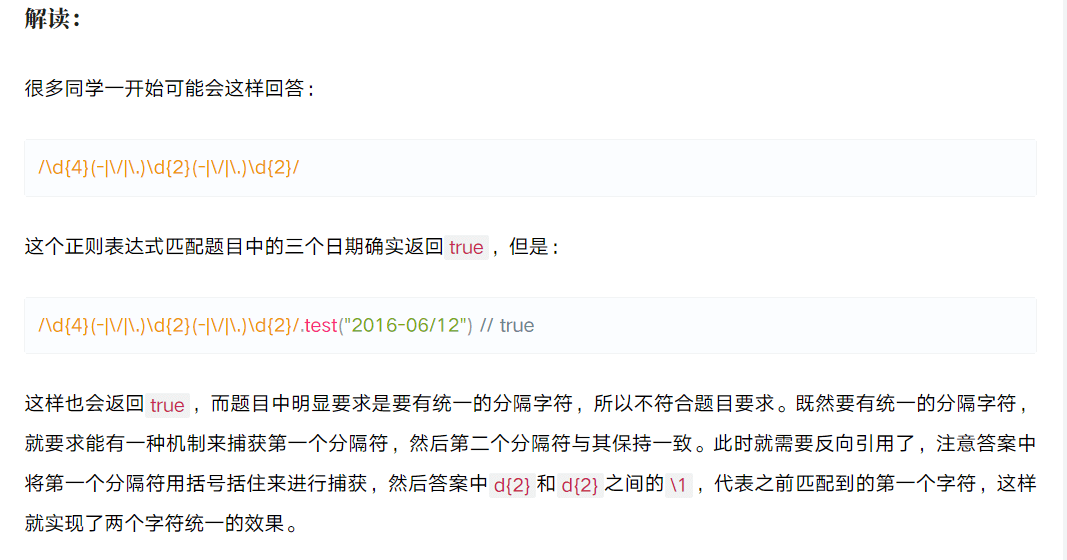 解读：
很多同学一开始可能会这样回答：
/\d{4}(-|\/|\.)\d{2}(-|\/|\.)\d{2}/
这个正则表达式匹配题目中的三个日期确实返回 true ，但是：
/\d{4}(-|\/|\.)\d{2}(-|\/|\.)\d{2}/.test("2016-06/12") // true
这样也会返回 true ，而题目中明显要求是要有统一的分隔字符，所以不符合题目要求。既然要有统一的分隔字符，
就要求能有一种机制来捕获第一个分隔符，然后第二个分隔符与其保持一致。此时就需要反向引用了，注意答案中
将第一个分隔符用括号括住来进行捕获，然后答案中 d{2} 和 d{2} 之间的 \1 ，代表之前匹配到的第一个字符，这样
就实现了两个字符统一的效果。